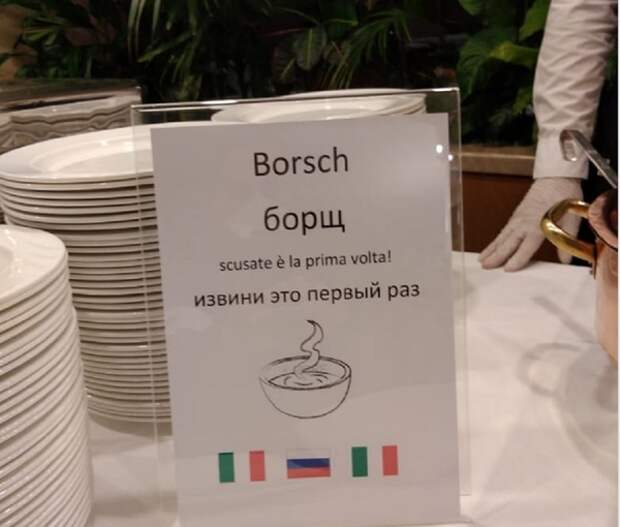 Borsch
борщ
scusate è la prima volta!
извини это первый раз